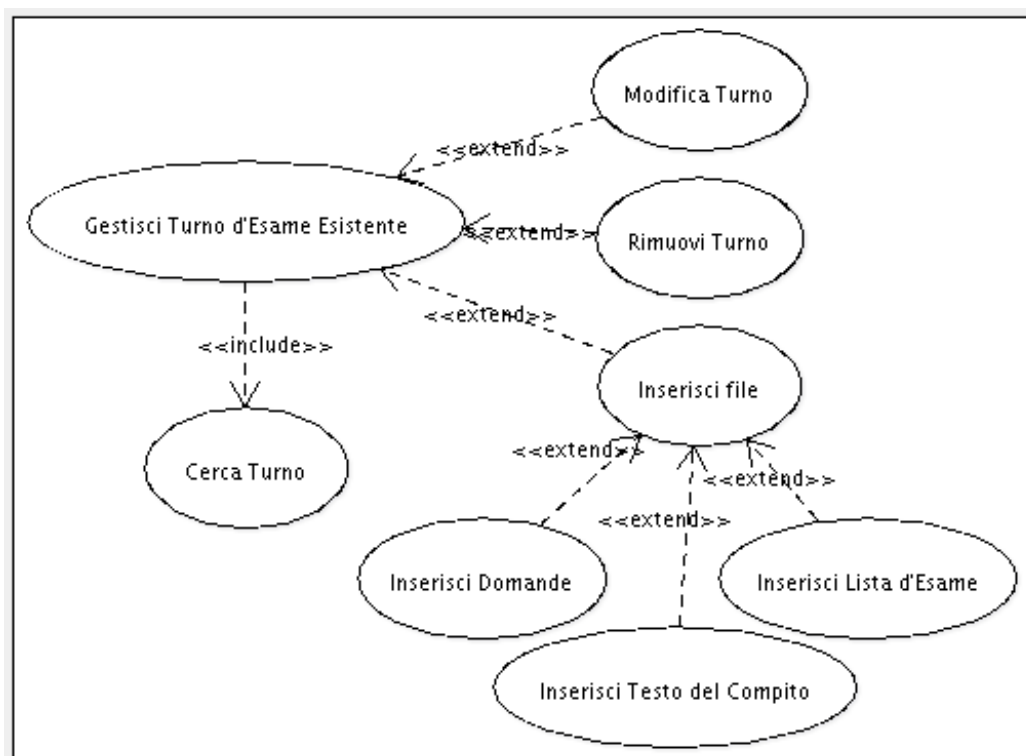 Modifica Turno
<<extend>>
Gestisci Turno d'Esame Esistente
<<extend>>
Rimuovi Turno
<<extend>>
<<include>>
Inserisci file
<<extend>>
Cerca Turno
<<extend>>
<<extend>>
Inserisci Domande
Inserisci Lista d'Esame
Inserisci Testo del Compito